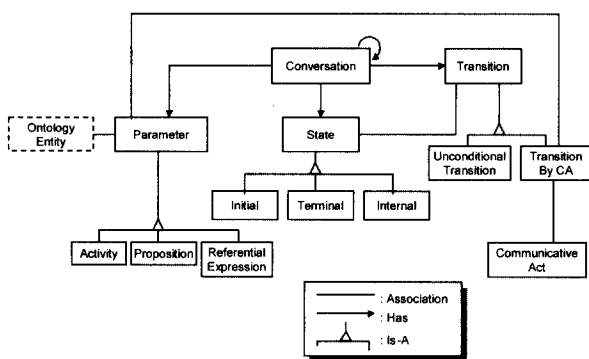 Conversation
Transition
Ontology
Entity
Parameter
State
Unconditional
Transition
Transition
By CA
Initial
Terminal
Internal
Activity
Proposition
Referential
Expression
Communicative
Act
: Association
: Has
: Is-A